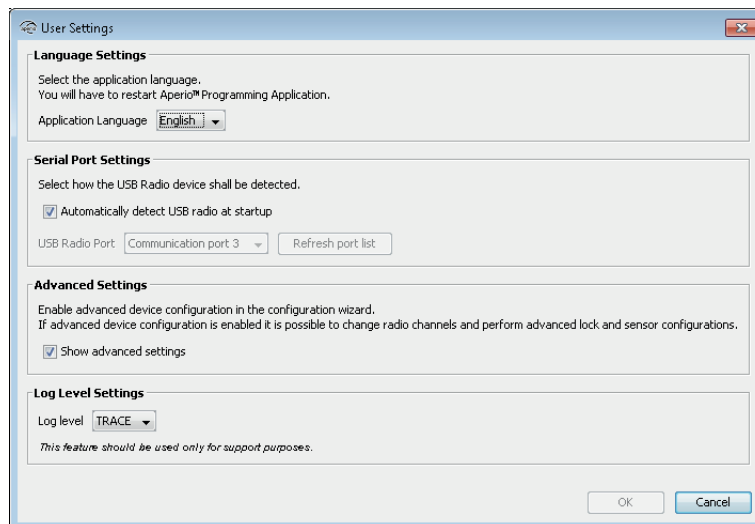 User Settings
Language Settings
Select the application language.
You will have to restart Aperio™ Programming Application.
Application Language English
Serial Port Settings
Select how the USB Radio device shall be detected.
Automatically detect USB radio at startup
USB Radio Port Communication port 3 Refresh port list
Advanced Settings
Enable advanced device configuration in the configuration wizard.
If advanced device configuration is enabled it is possible to change radio channels and perform advanced lock and sensor configurations.
Show advanced settings
Log Level Settings
Log level TRACE
This feature should be used only for support purposes.
OK Cancel